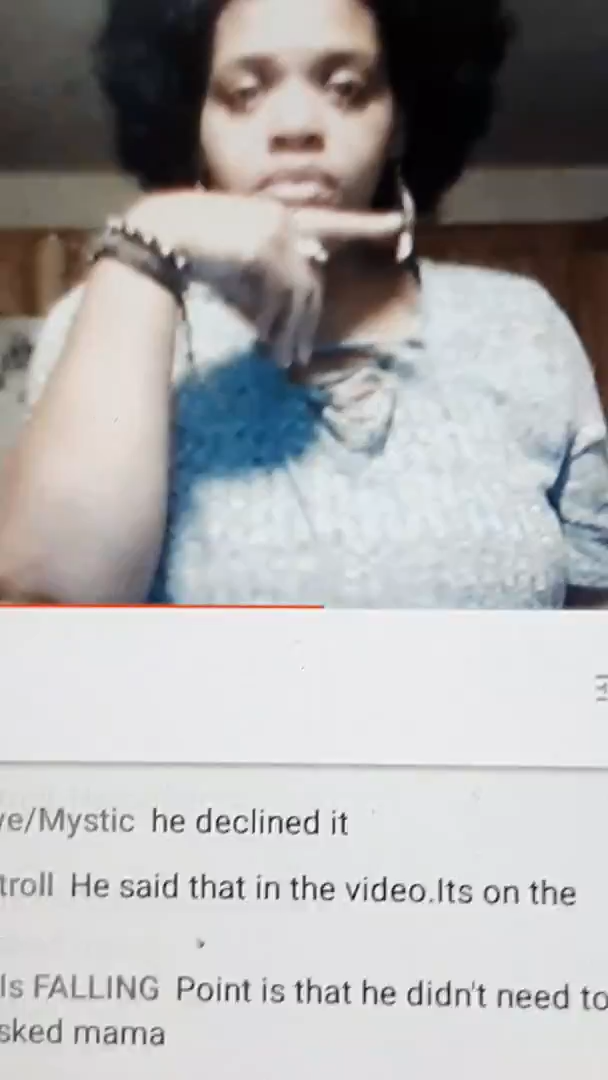 ve/Mystic he declined it
troll He said that in the video.Its on the
ls FALLING Point is that he didn't need to
sked mama